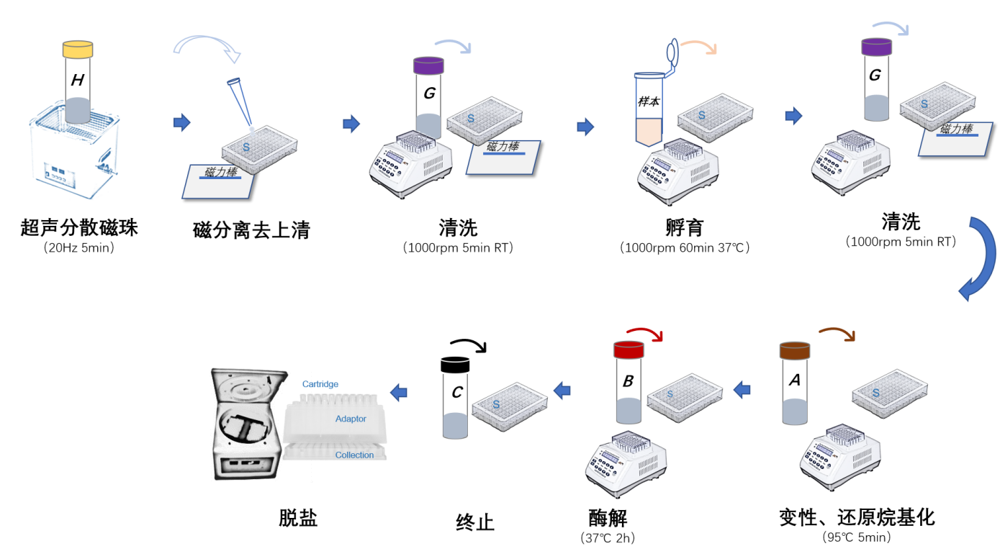 H
S
磁力棒
超声分散磁珠
（20Hz 5min）
磁分离去上清
G
S
磁力棒
清洗
（1000rpm 5min RT）
样本
S
孵育
（1000rpm 60min 37℃）
G
S
磁力棒
清洗
（1000rpm 5min RT）
A
S
变性、还原烷基化
（95℃ 5min）
B
S
酶解
（37℃ 2h）
C
S
终止
Cartridge
Adaptor
Collection
脱盐